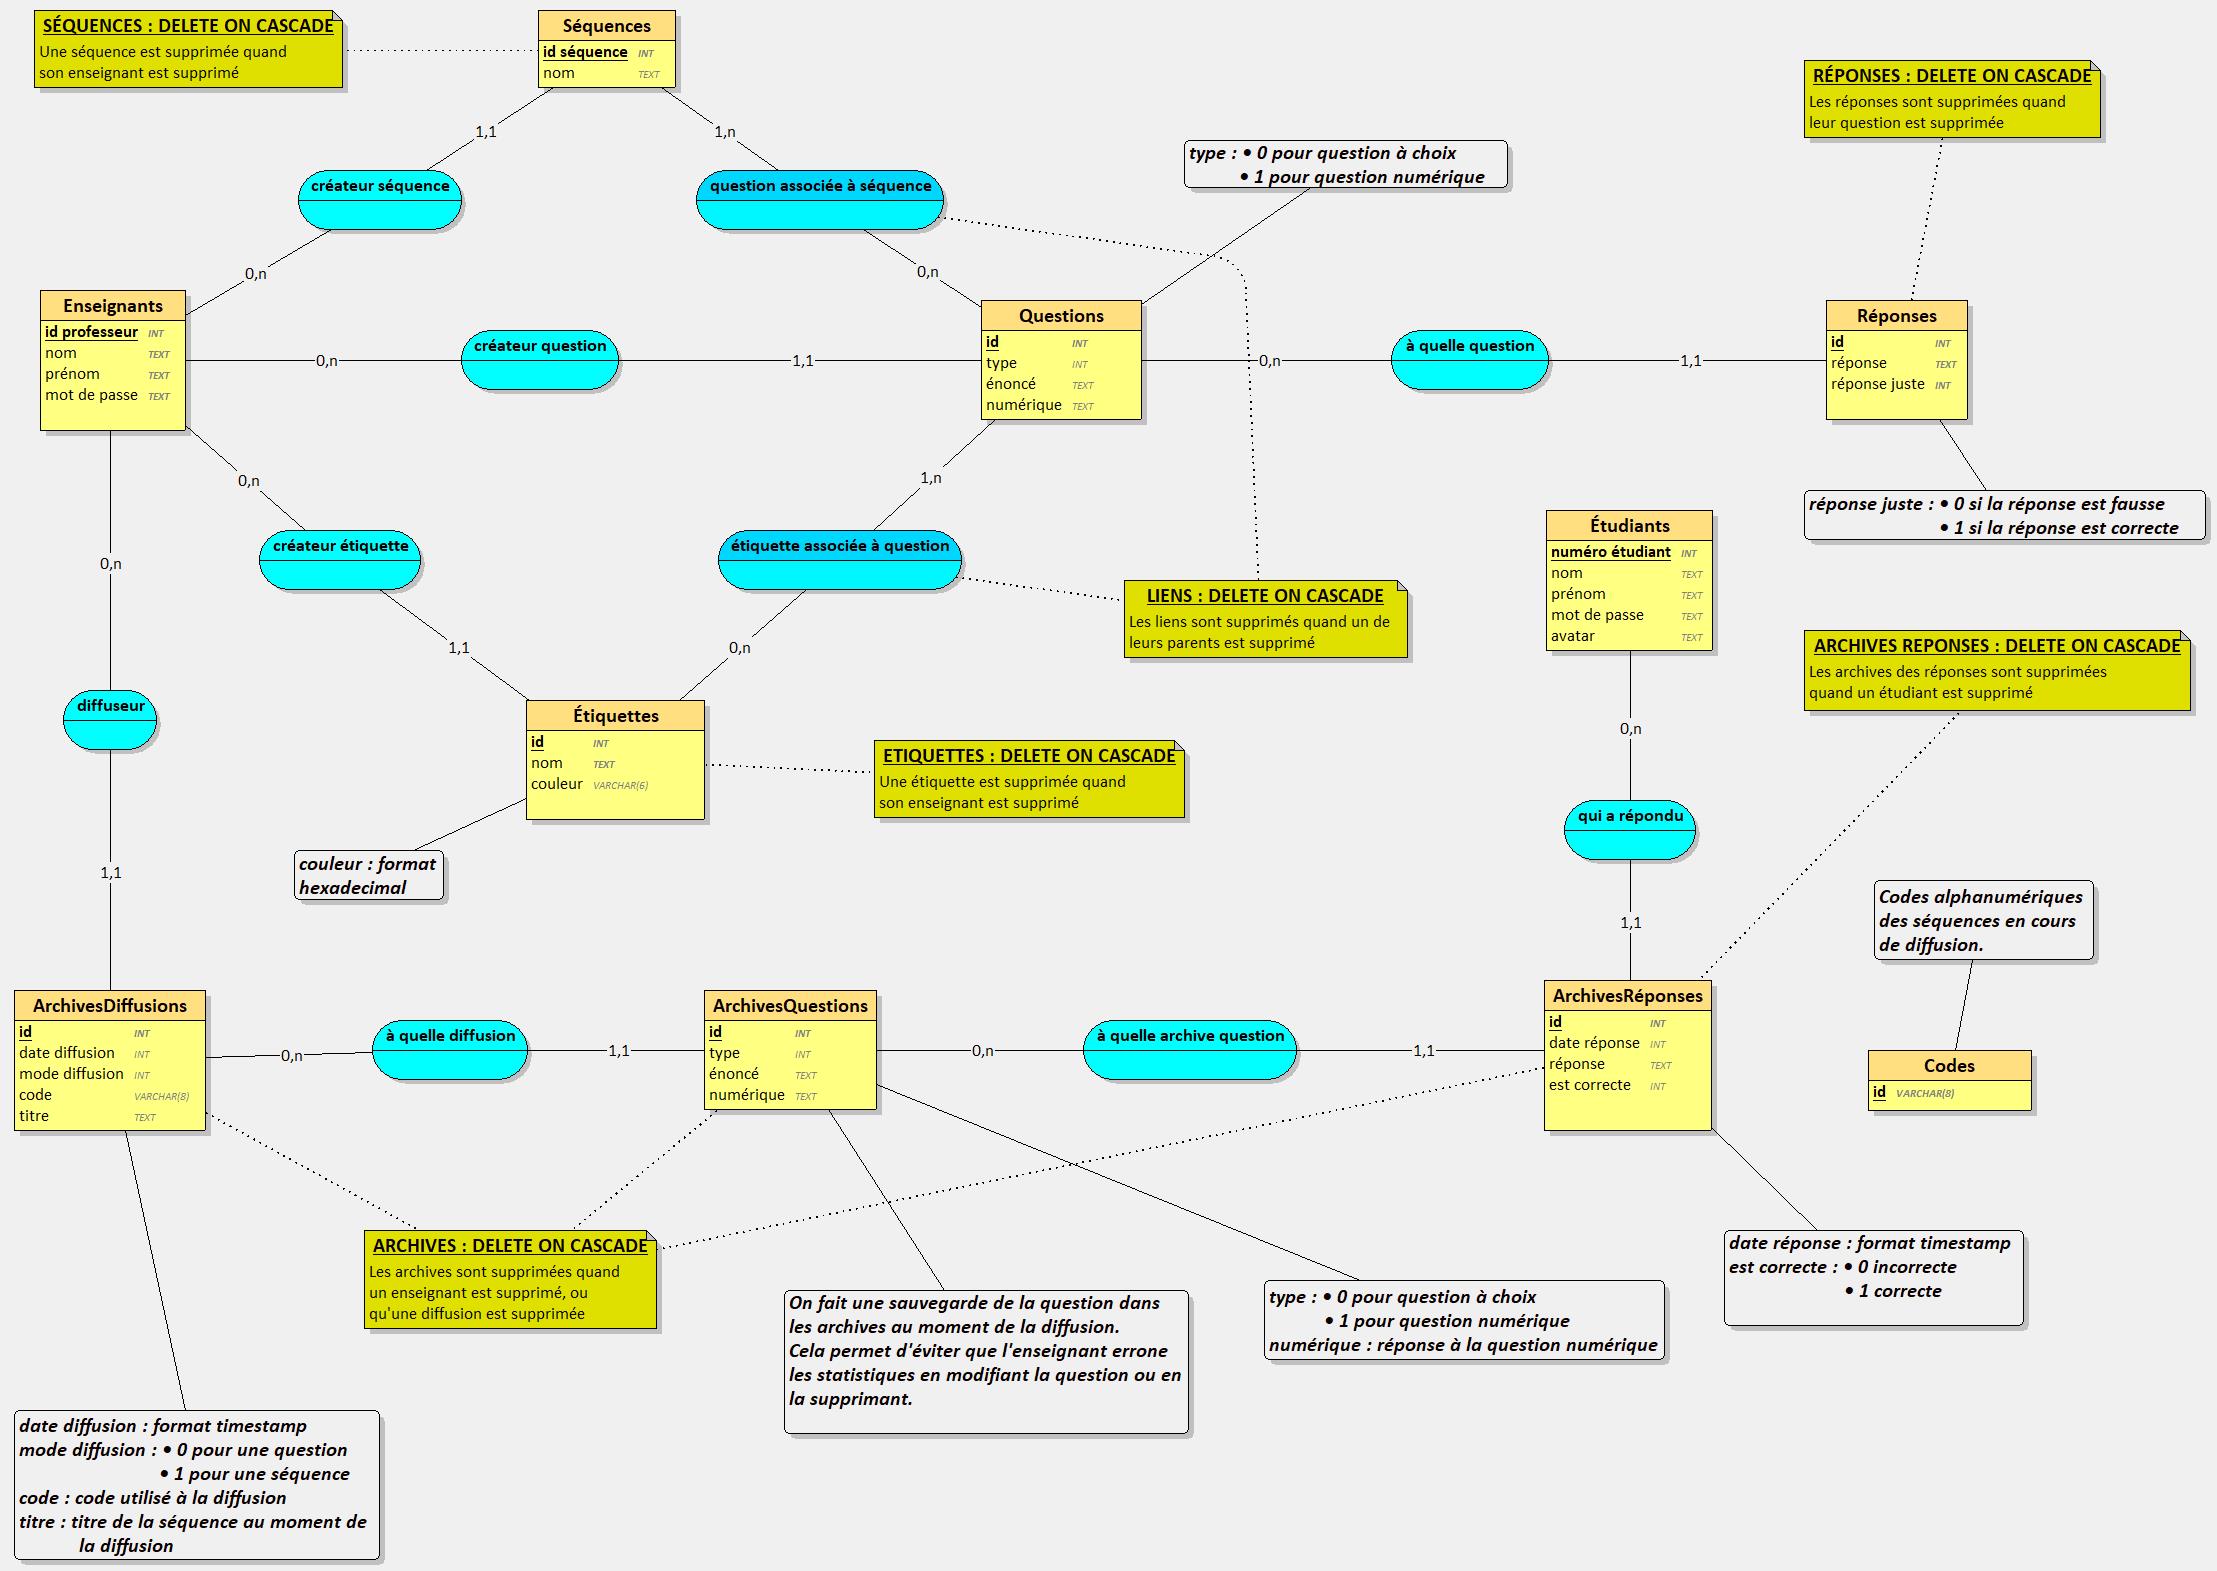 SÉQUENCES : DELETE ON CASCADE
Une séquence est supprimée quand
son enseignant est supprimé
Séquences
id séquence INT
nom TEXT
RÉPONSES : DELETE ON CASCADE
Les réponses sont supprimées quand
leur question est supprimée
1,1
1,n
type : • 0 pour question à choix
• 1 pour question numérique
créateur séquence
question associée à séquence
0,n
0,n
Enseignants
id professeur INT
nom TEXT
prénom TEXT
mot de passe TEXT
0,n
créateur question
1,1
Questions
id INT
type INT
énoncé TEXT
numérique TEXT
0,n
à quelle question
1,1
Réponses
id INT
réponse TEXT
réponse juste INT
0,n
1,n
réponse juste : • 0 si la réponse est fausse
• 1 si la réponse est correcte
0,n
créateur étiquette
étiquette associée à question
Étudiants
numéro étudiant INT
nom TEXT
prénom TEXT
mot de passe TEXT
avatar TEXT
LIENS : DELETE ON CASCADE
Les liens sont supprimés quand un de
leurs parents est supprimé
1,1
0,n
ARCHIVES REPONSES : DELETE ON CASCADE
Les archives des réponses sont supprimées
quand un étudiant est supprimé
diffuseur
Étiquettes
id INT
nom TEXT
couleur VARCHAR(6)
ETIQUETTES : DELETE ON CASCADE
Une étiquette est supprimée quand
son enseignant est supprimé
0,n
qui a répondu
1,1
couleur : format
hexadecimal
1,1
Codes alphanumériques
des séquences en cours
de diffusion.
ArchivesDiffusions
id INT
date diffusion INT
mode diffusion INT
code VARCHAR(8)
titre TEXT
0,n
à quelle diffusion
1,1
ArchivesQuestions
id INT
type INT
énoncé TEXT
numérique TEXT
0,n
à quelle archive question
1,1
ArchivesRéponses
id INT
date réponse INT
réponse TEXT
est correcte INT
Codes
id VARCHAR(8)
ARCHIVES : DELETE ON CASCADE
Les archives sont supprimées quand
un enseignant est supprimé, ou
qu'une diffusion est supprimée
On fait une sauvegarde de la question dans
les archives au moment de la diffusion.
Cela permet d'éviter que l'enseignant errone
les statistiques en modifiant la question ou en
la supprimant.
type : • 0 pour question à choix
• 1 pour question numérique
numérique : réponse à la question numérique
date réponse : format timestamp
est correcte : • 0 incorrecte
• 1 correcte
date diffusion : format timestamp
mode diffusion : • 0 pour une question
• 1 pour une séquence
code : code utilisé à la diffusion
titre : titre de la séquence au moment de
la diffusion